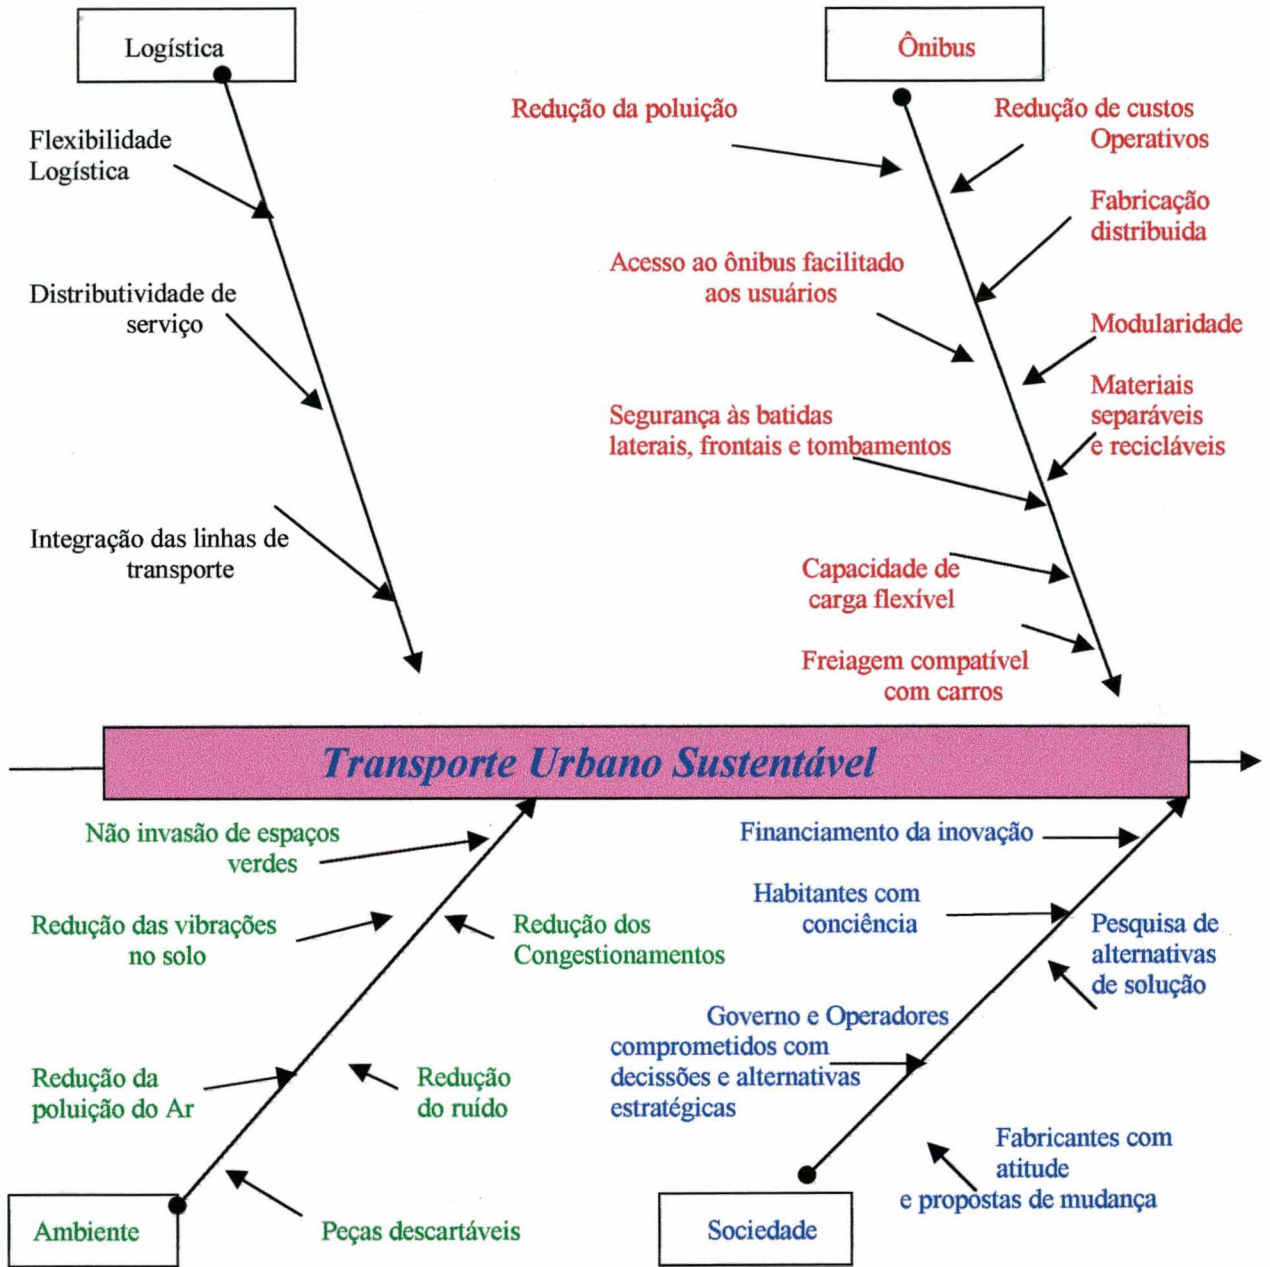 Logística
Ônibus
Redução da poluição
Redução de custos
Operativos
Flexibilidade
Logística
Fabricação
distribuida
Acesso ao ônibus facilitado
aos usuários
Distributividade de
serviço
Modularidade
Materiais
separáveis
e recicláveis
Segurança às batidas
laterais, frontais e tombamentos
Integração das linhas de
transporte
Capacidade de
carga flexível
Freiagem compatível
com carros
Transporte Urbano Sustentável
Não invasão de espaços
verdes
Financiamento da inovação
Habitantes com
conciência
Redução das vibrações
no solo
Redução dos
Congestionamentos
Pesquisa de
alternativas
de solução
Governo e Operadores
comprometidos com
decissões e alternativas
estratégicas
Redução da
poluição do Ar
Redução
do ruído
Fabricantes com
atitude
e propostas de mudança
Ambiente
Peças descartáveis
Sociedade